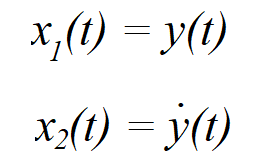 x₁(t) = y(t)
x₂(t) = ẏ(t)